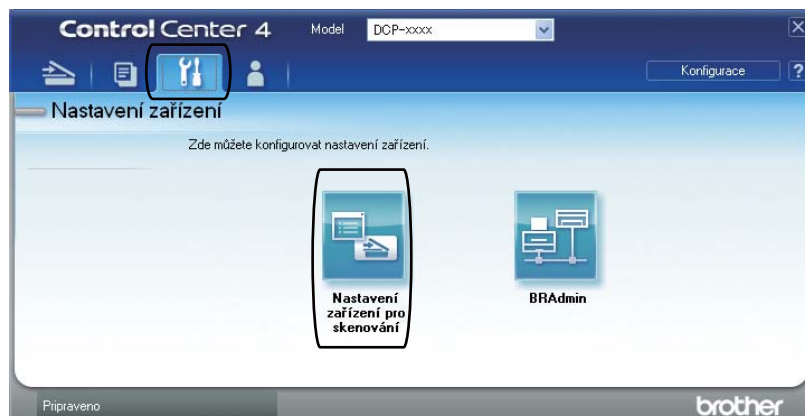 Control Center 4 Model DCP-xxxx
Konfigurace ?
Nastavení zařízení
Zde můžete konfigurovat nastavení zařízení.
Nastavení
zařízení pro
skenování
BRAdmin
Pripraveno
brother